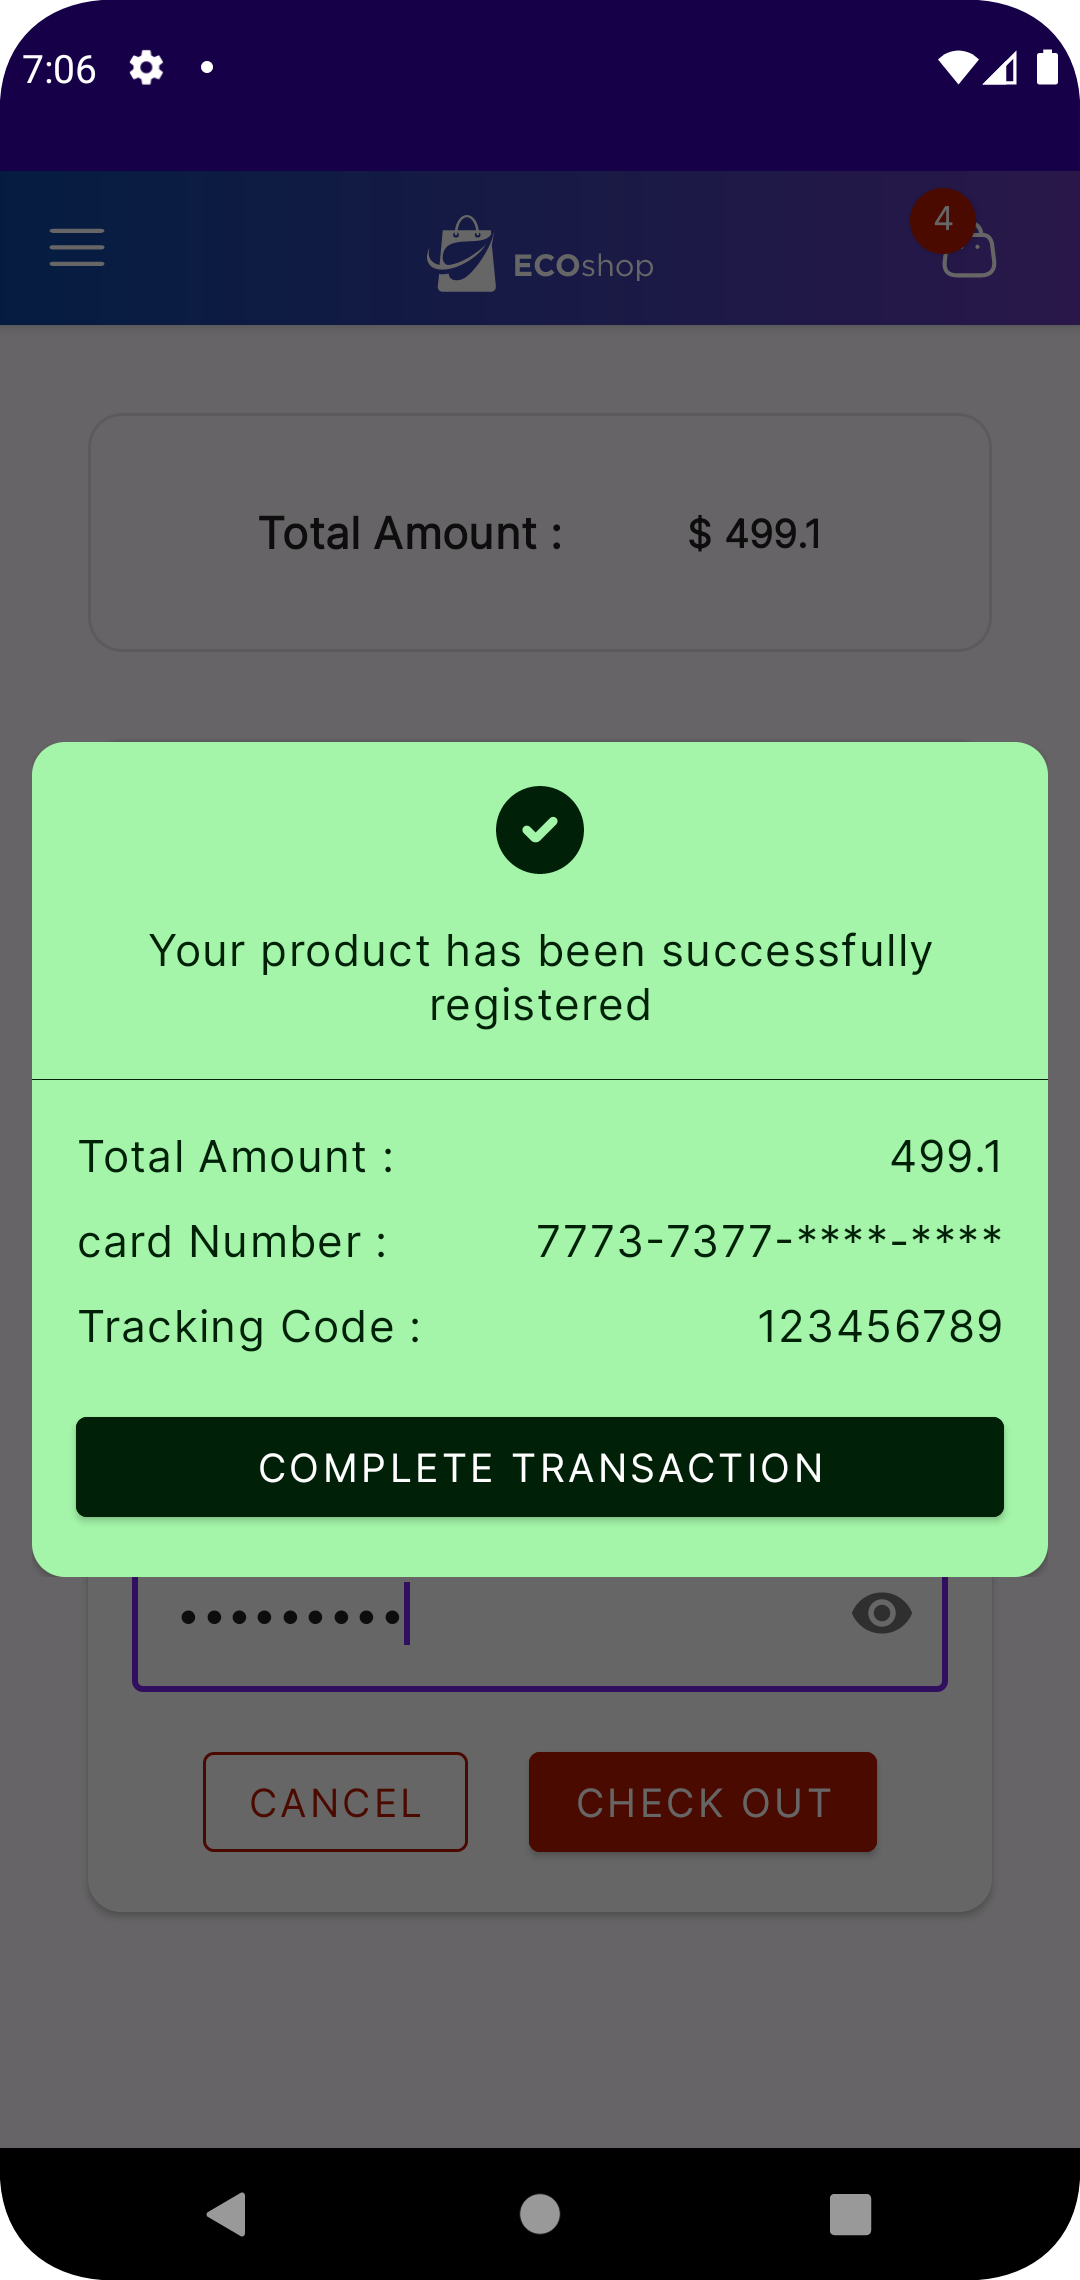 7:06
4
ECOshop
Total Amount : $ 499.1
Your product has been successfully
registered
Total Amount : 499.1
card Number : 7773-7377-****-****
Tracking Code : 123456789
COMPLETE TRANSACTION
•••••••••
CANCEL CHECK OUT